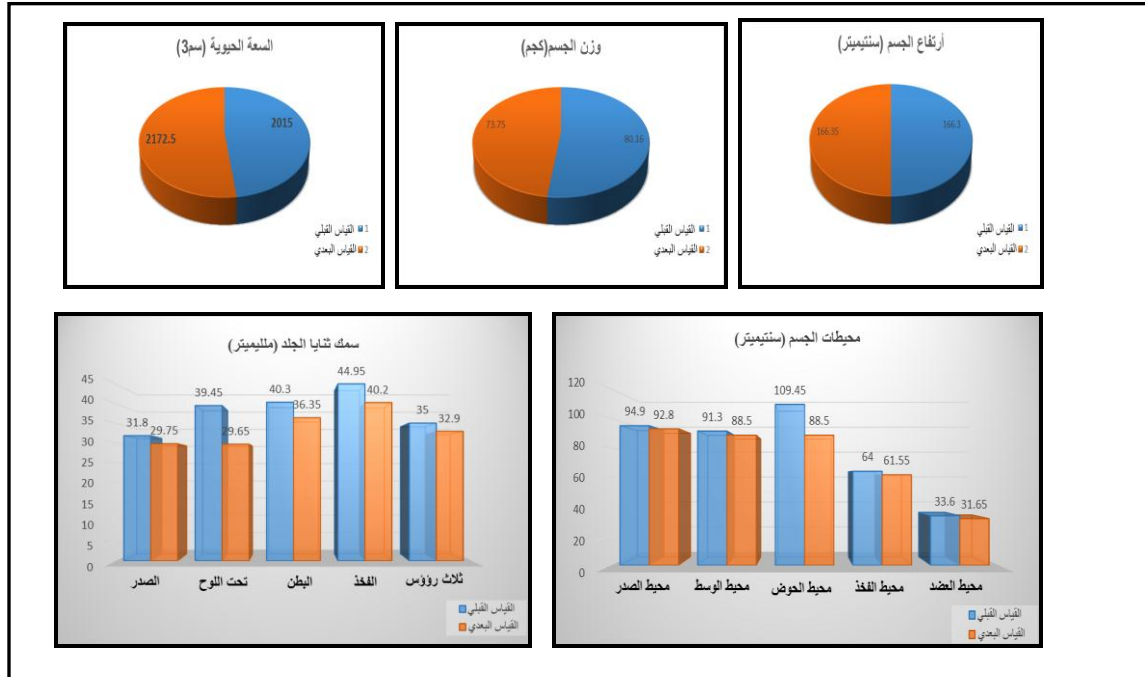 السعة الحيوية (سم3)
2015
2172.5
1 القياس القبلي
2 القياس البعدي
وزن الجسم(كجم)
73.75
80.16
1 القياس القبلي
2 القياس البعدي
أرتفاع الجسم (سنتيميتر)
166.35
166.3
1 القياس القبلي
2 القياس البعدي
سمك ثنايا الجلد (ملليميتر)
45
40
35
30
25
20
15
10
5
0
31.8
29.75
39.45
29.65
40.3
36.35
44.95
40.2
35
32.9
الصدر
تحت اللوح
البطن
الفخذ
ثلاث رؤؤس
القياس القبلي
القياس البعدي
محيطات الجسم (سنتيميتر)
120
100
80
60
40
20
0
94.9
92.8
91.3
88.5
109.45
88.5
64
61.55
33.6
31.65
محيط الصدر
محيط الوسط
محيط الحوض
محيط الفخذ
محيط العضد
القياس القبلي
القياس البعدي